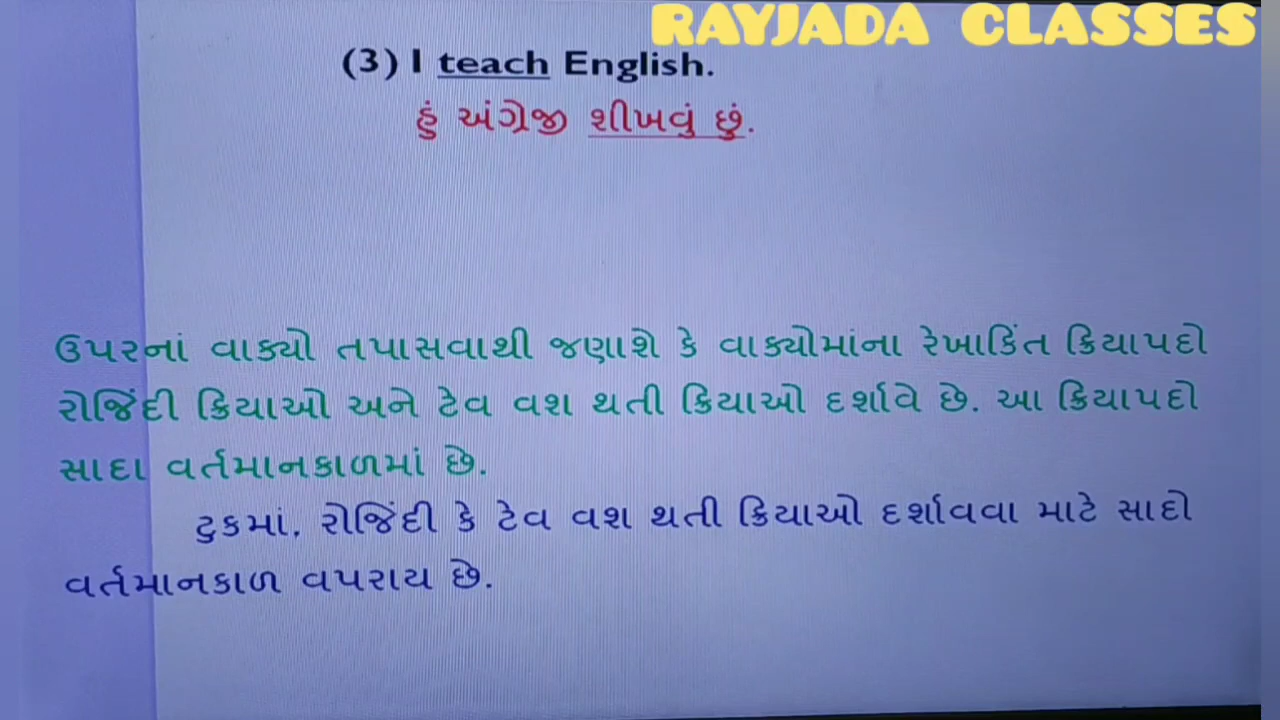 RAYJADA CLASSES
(3) I teach English.
હું અંગ્રેજી શીખવું છું.
ઉપરનાં વાક્યો તપાસવાથી જણાશે કે વાક્યોમાંના રેખાકિંત ક્રિયાપદો
રોજિંદી ક્રિયાઓ અને ટેવ વશ થતી ક્રિયાઓ દર્શાવે છે. આ ક્રિયાપદો
સાદા વર્તમાનકાળમાં છે.
ટુકમાં, રોજિંદી કે ટેવ વશ થતી ક્રિયાઓ દર્શાવવા માટે સાદો
વર્તમાનકાળ વપરાય છે.